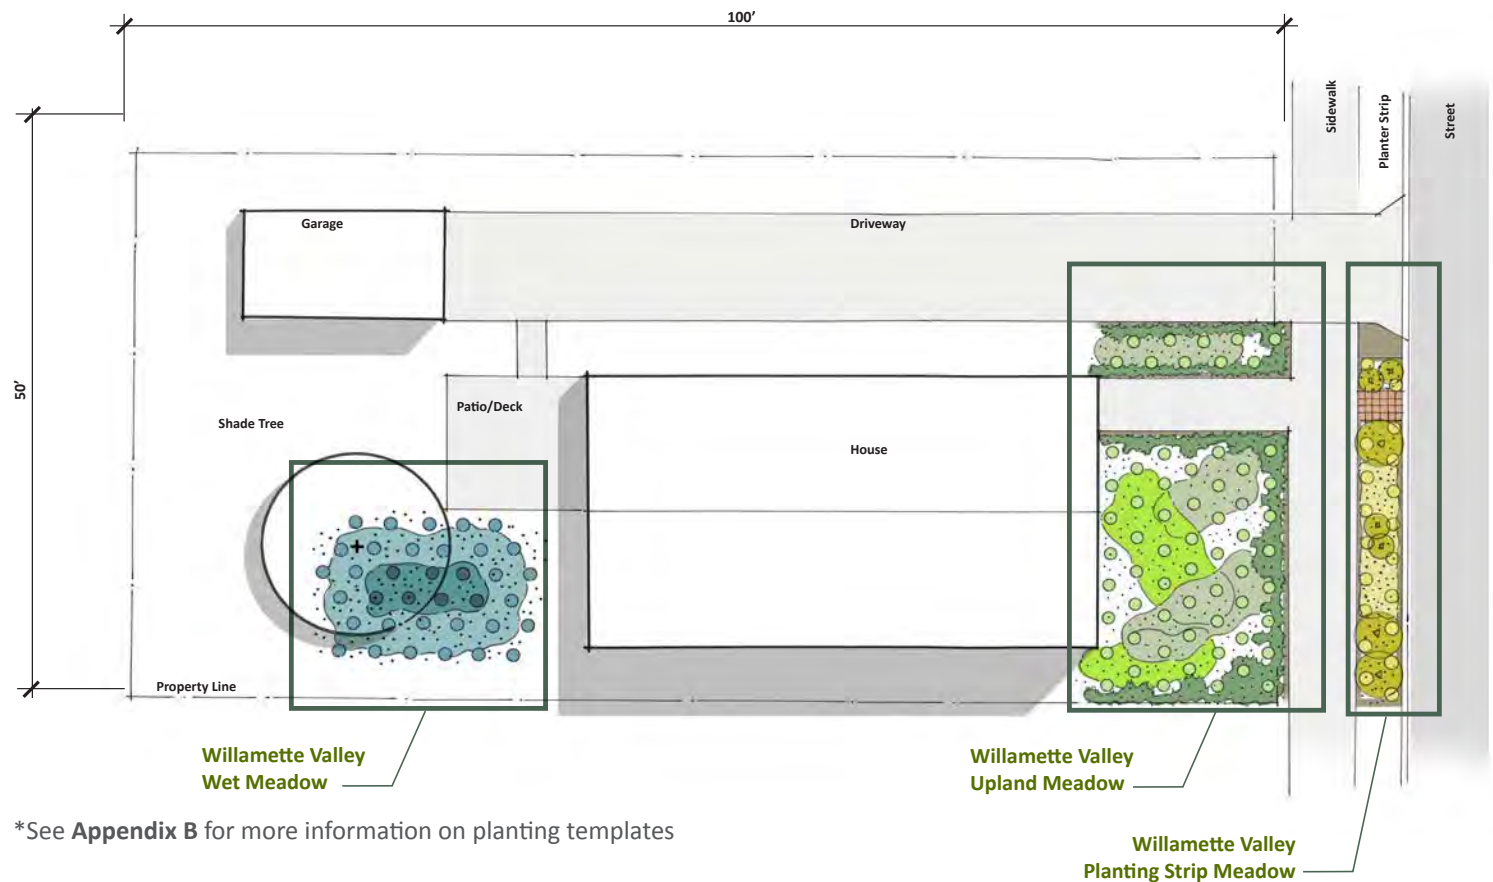 100’
Sidewalk
Planter Strip
Street
Garage
Driveway
50’
Patio/Deck
Shade Tree
House
Property Line
Willamette Valley
Wet Meadow
Willamette Valley
Upland Meadow
*See Appendix B for more information on planting templates
Willamette Valley
Planting Strip Meadow